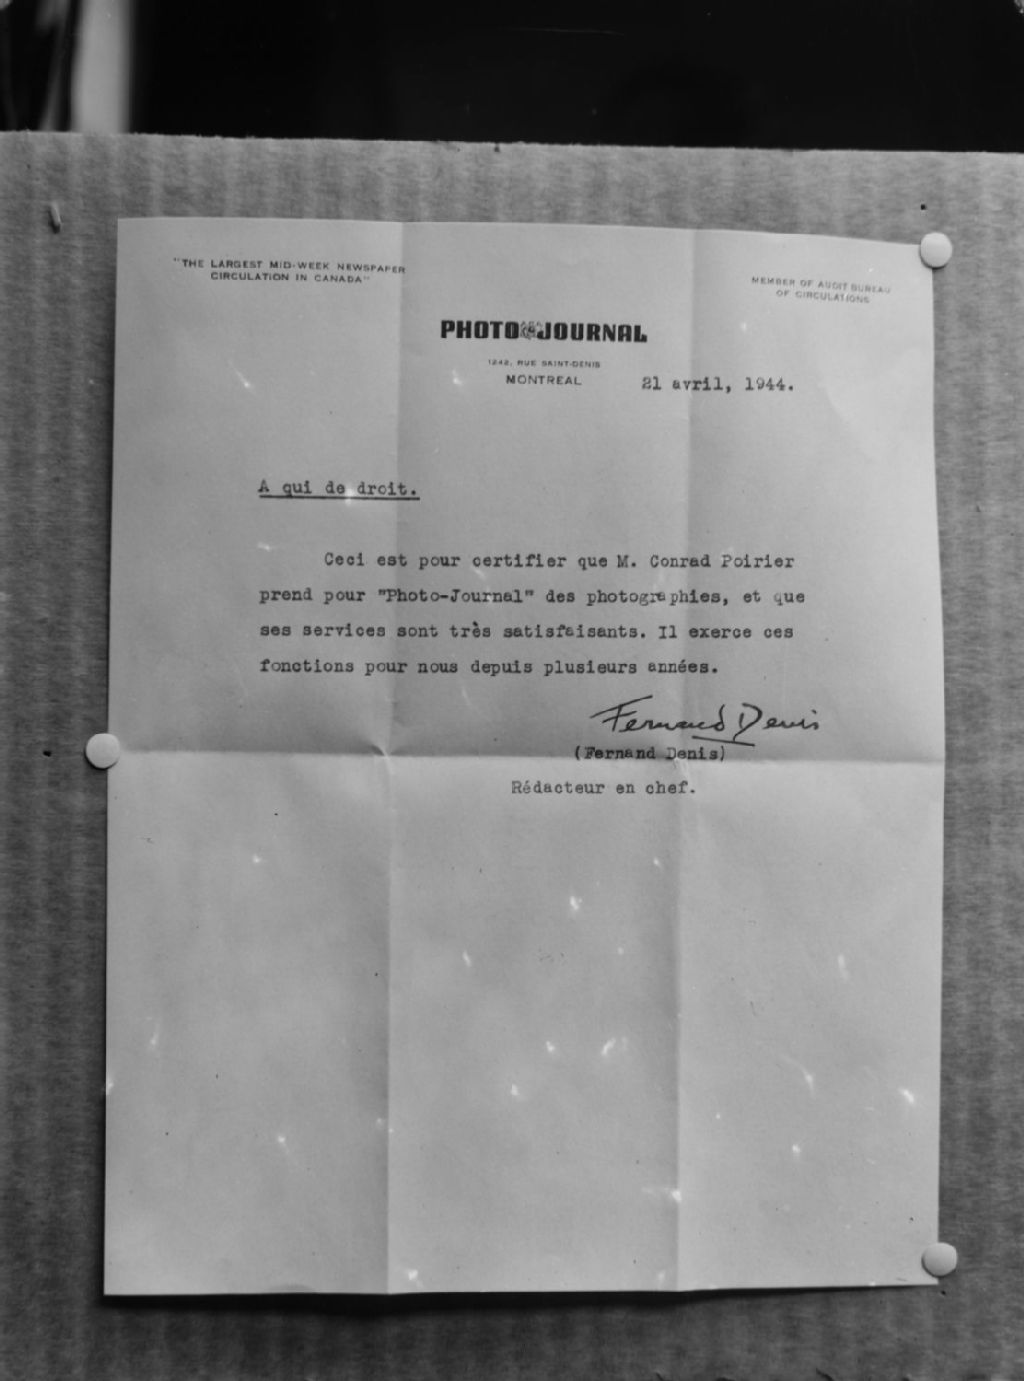 "THE LARGEST MID-WEEK NEWSPAPER
CIRCULATION IN CANADA"
MEMBER OF AUDIT BUREAU
OF CIRCULATIONS
PHOTO JOURNAL
1242, RUE SAINT-DENIS
MONTREAL
21 avril, 1944.
A qui de droit.
Ceci est pour certifier que M. Conrad Poirier
prend pour "Photo-Journal" des photographies, et que
ses services sont très satisfaisants. Il exerce ces
fonctions pour nous depuis plusieurs années.
Fernand Denis
(Fernand Denis)
Rédacteur en chef.